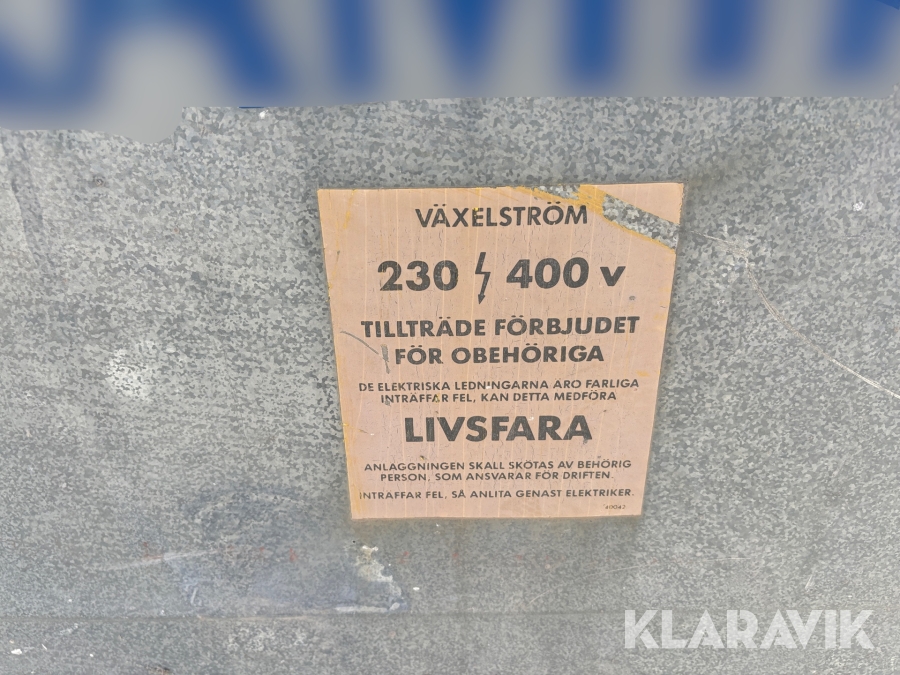 VÄXELSTRÖM
230 400 V
TILLTRÄDE FÖRBJUDET
FÖR OBEHÖRIGA
DE ELEKTRISKA LEDNINGARNA ÄRO FARLIGA
INTRÄFFAR FEL, KAN DETTA MEDFÖRA
LIVSFARA
ANLÄGGNINGEN SKALL SKÖTAS AV BEHÖRIG
PERSON, SOM ANSVARAR FÖR DRIFTEN.
INTRÄFFAR FEL, SÅ ANLITA GENAST ELEKTRIKER.
KLARAVIK